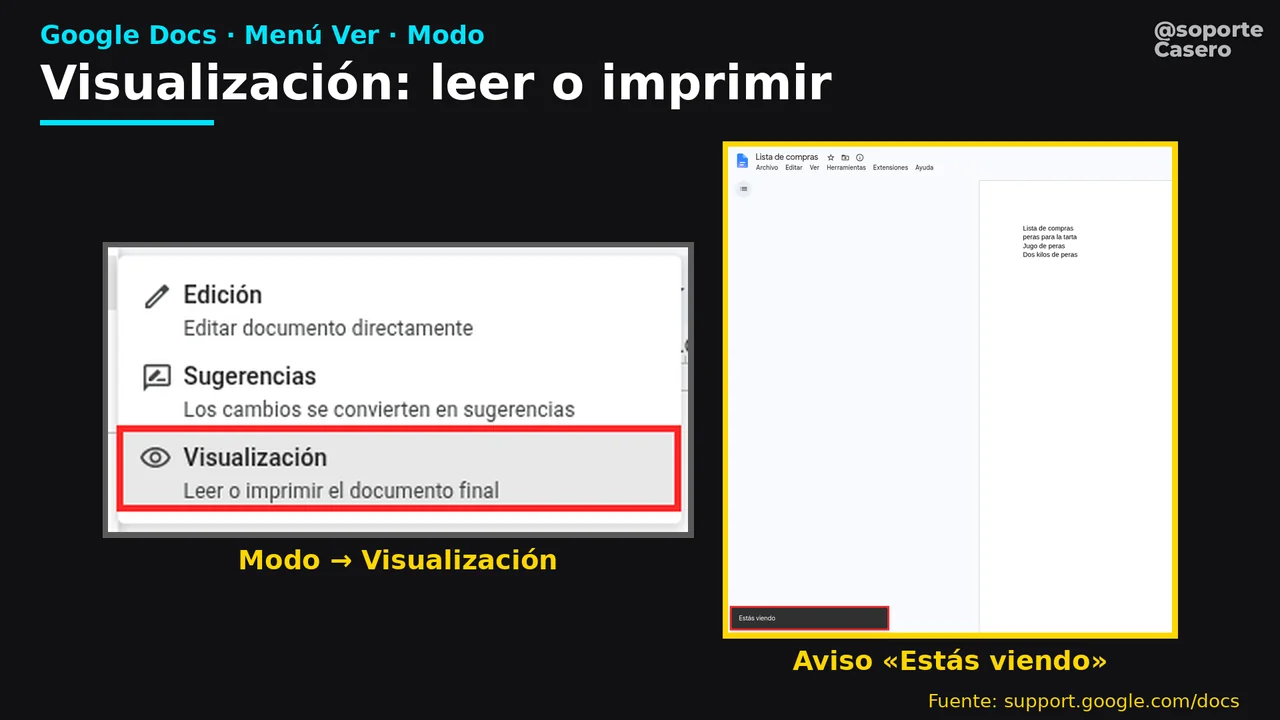 Google Docs · Menú Ver · Modo
Visualización: leer o imprimir
@soporte
Casero
Edición
Editar documento directamente
Sugerencias
Los cambios se convierten en sugerencias
Visualización
Leer o imprimir el documento final
Modo → Visualización
Lista de compras
Archivo Editar Ver Herramientas Extensiones Ayuda
Lista de compras
peras para la tarta
Jugo de peras
Dos kilos de peras
Estás viendo
Aviso «Estás viendo»
Fuente: support.google.com/docs